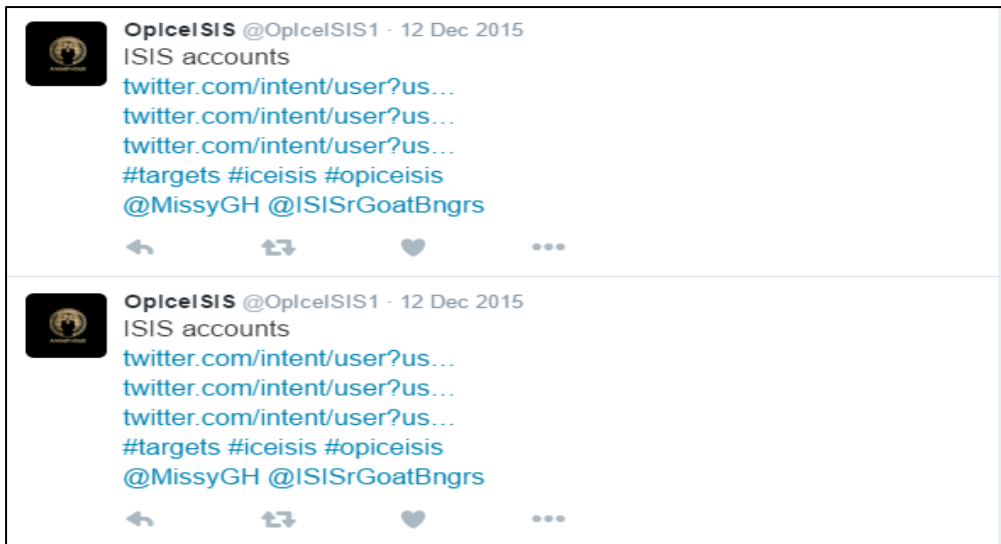 OpIceISIS @OpIceISIS1 · 12 Dec 2015
ISIS accounts
twitter.com/intent/user?us…
twitter.com/intent/user?us…
twitter.com/intent/user?us…
#targets #iceisis #opiceisis
@MissyGH @ISISrGoatBngrs
OpIceISIS @OpIceISIS1 · 12 Dec 2015
ISIS accounts
twitter.com/intent/user?us…
twitter.com/intent/user?us…
twitter.com/intent/user?us…
#targets #iceisis #opiceisis
@MissyGH @ISISrGoatBngrs